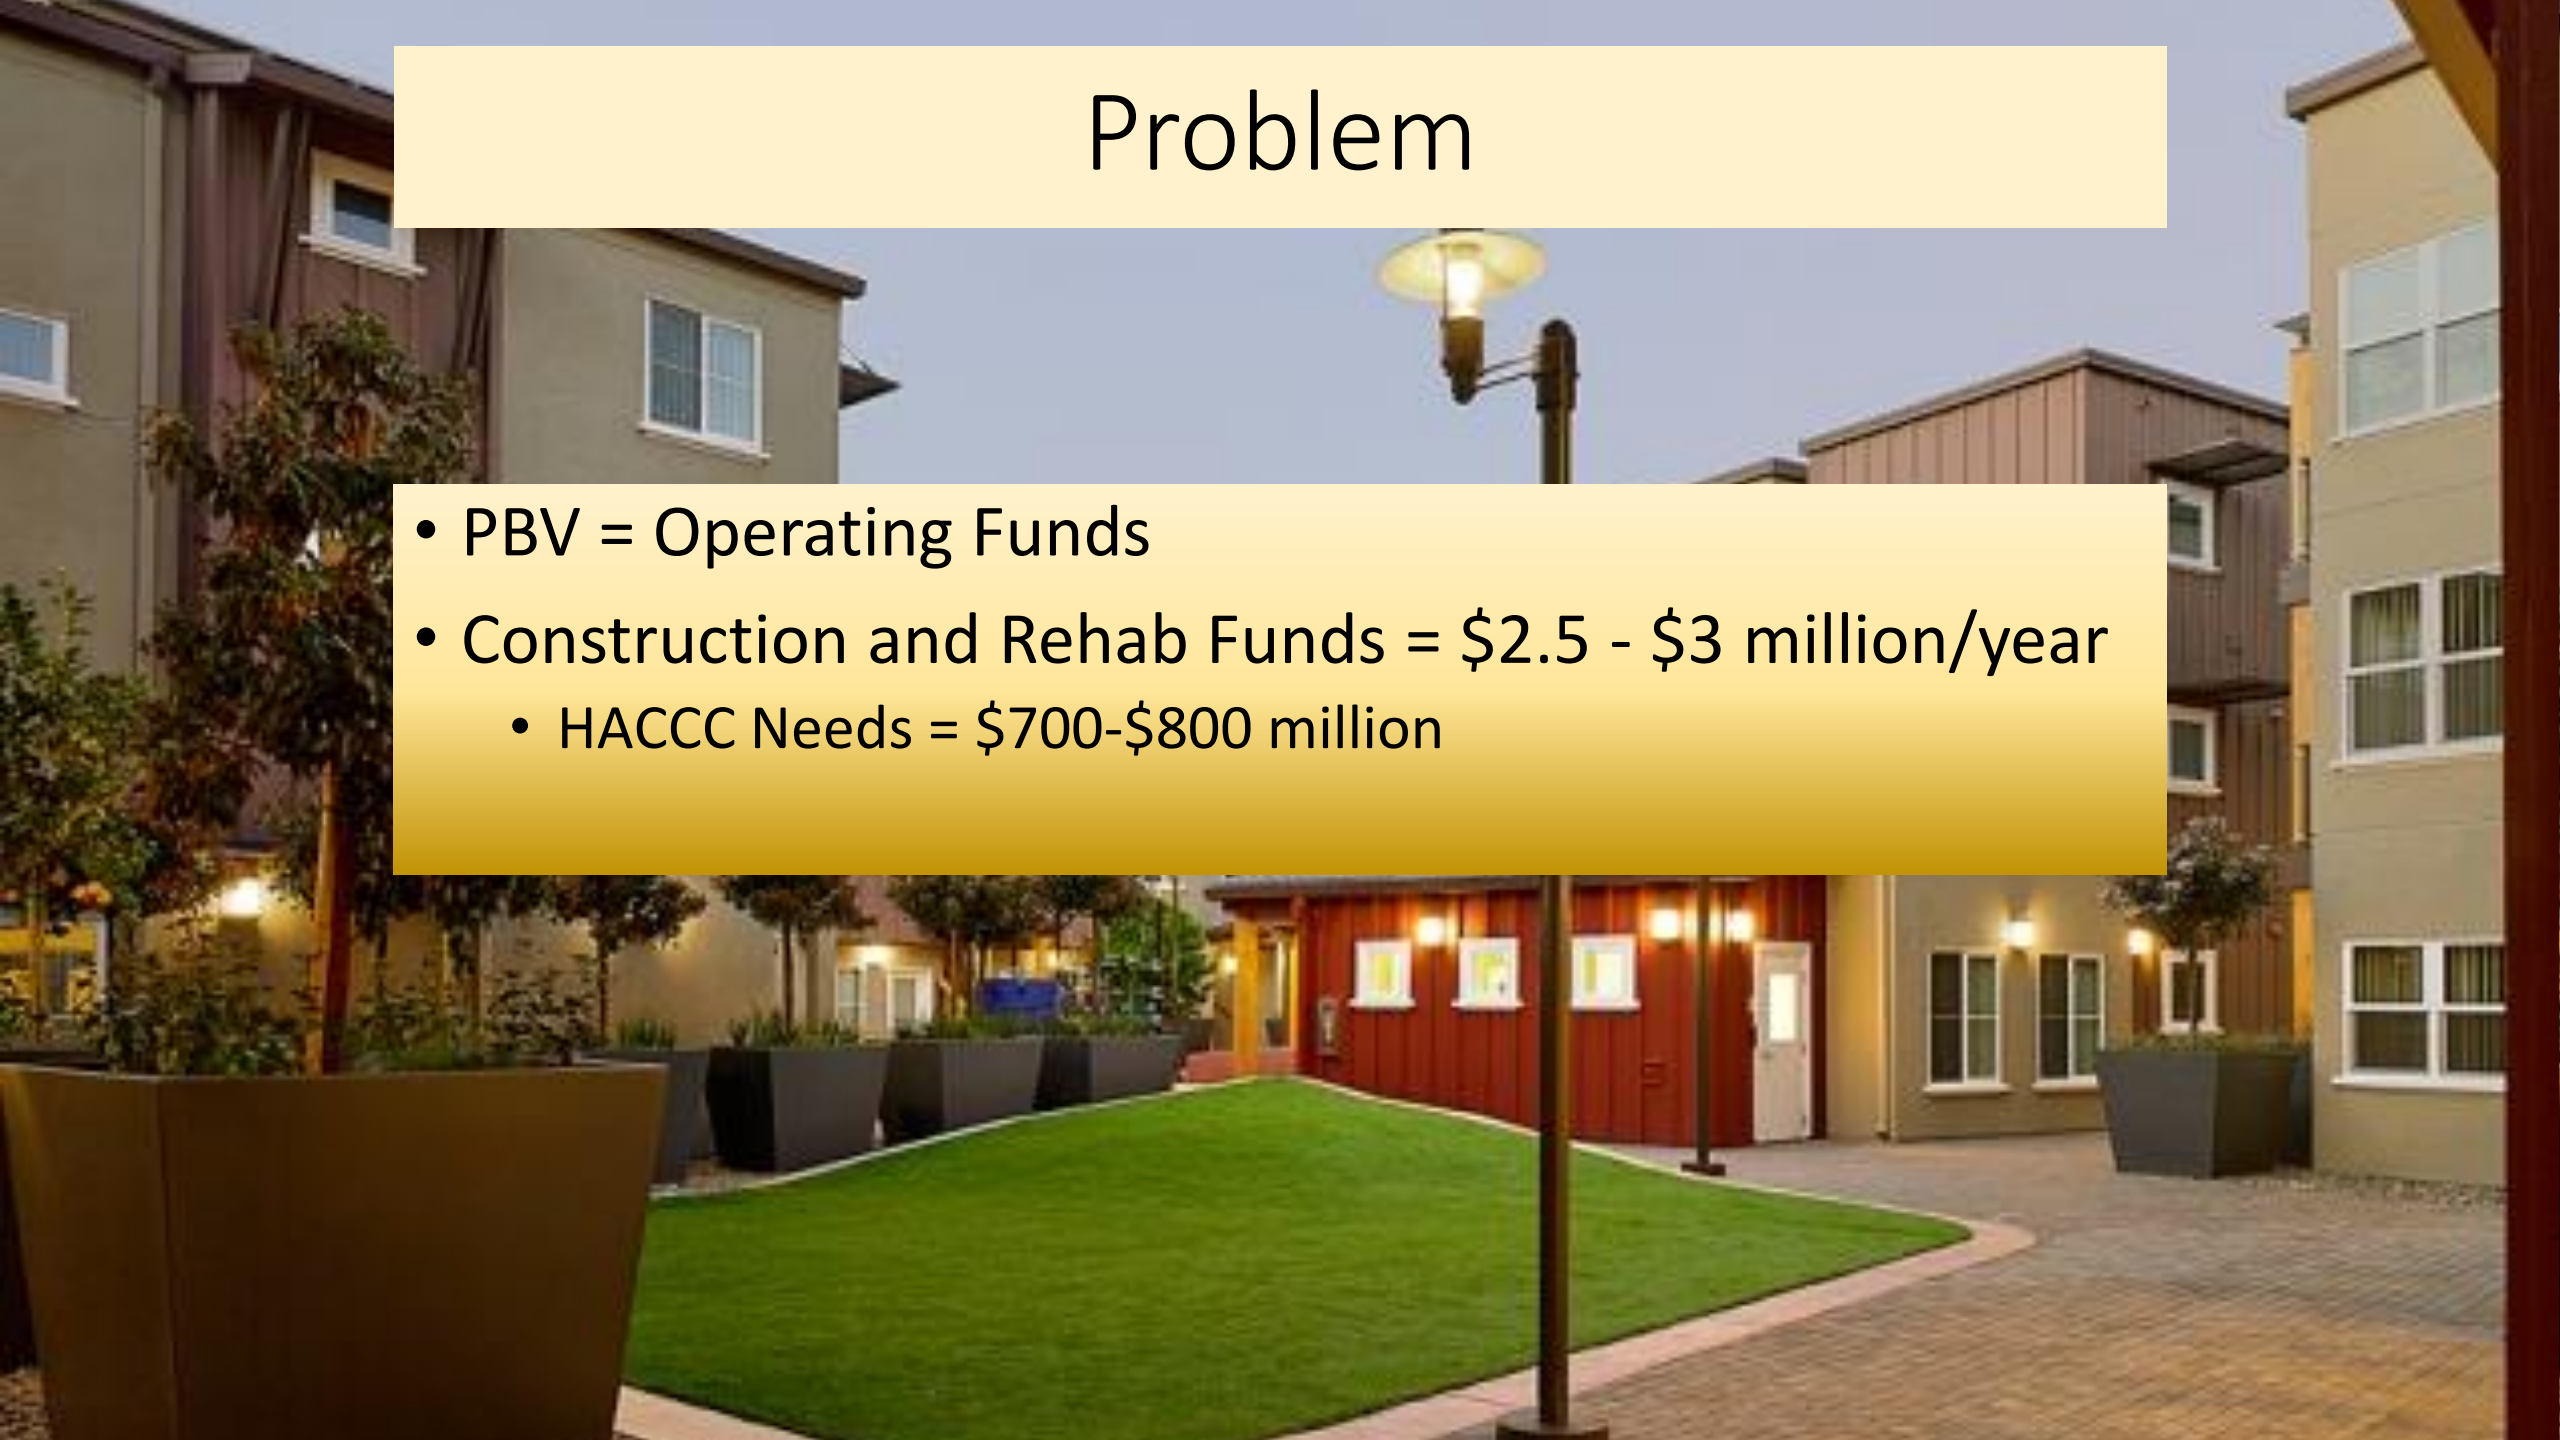 Problem
• PBV = Operating Funds
• Construction and Rehab Funds = $2.5 - $3 million/year
• HACCC Needs = $700-$800 million